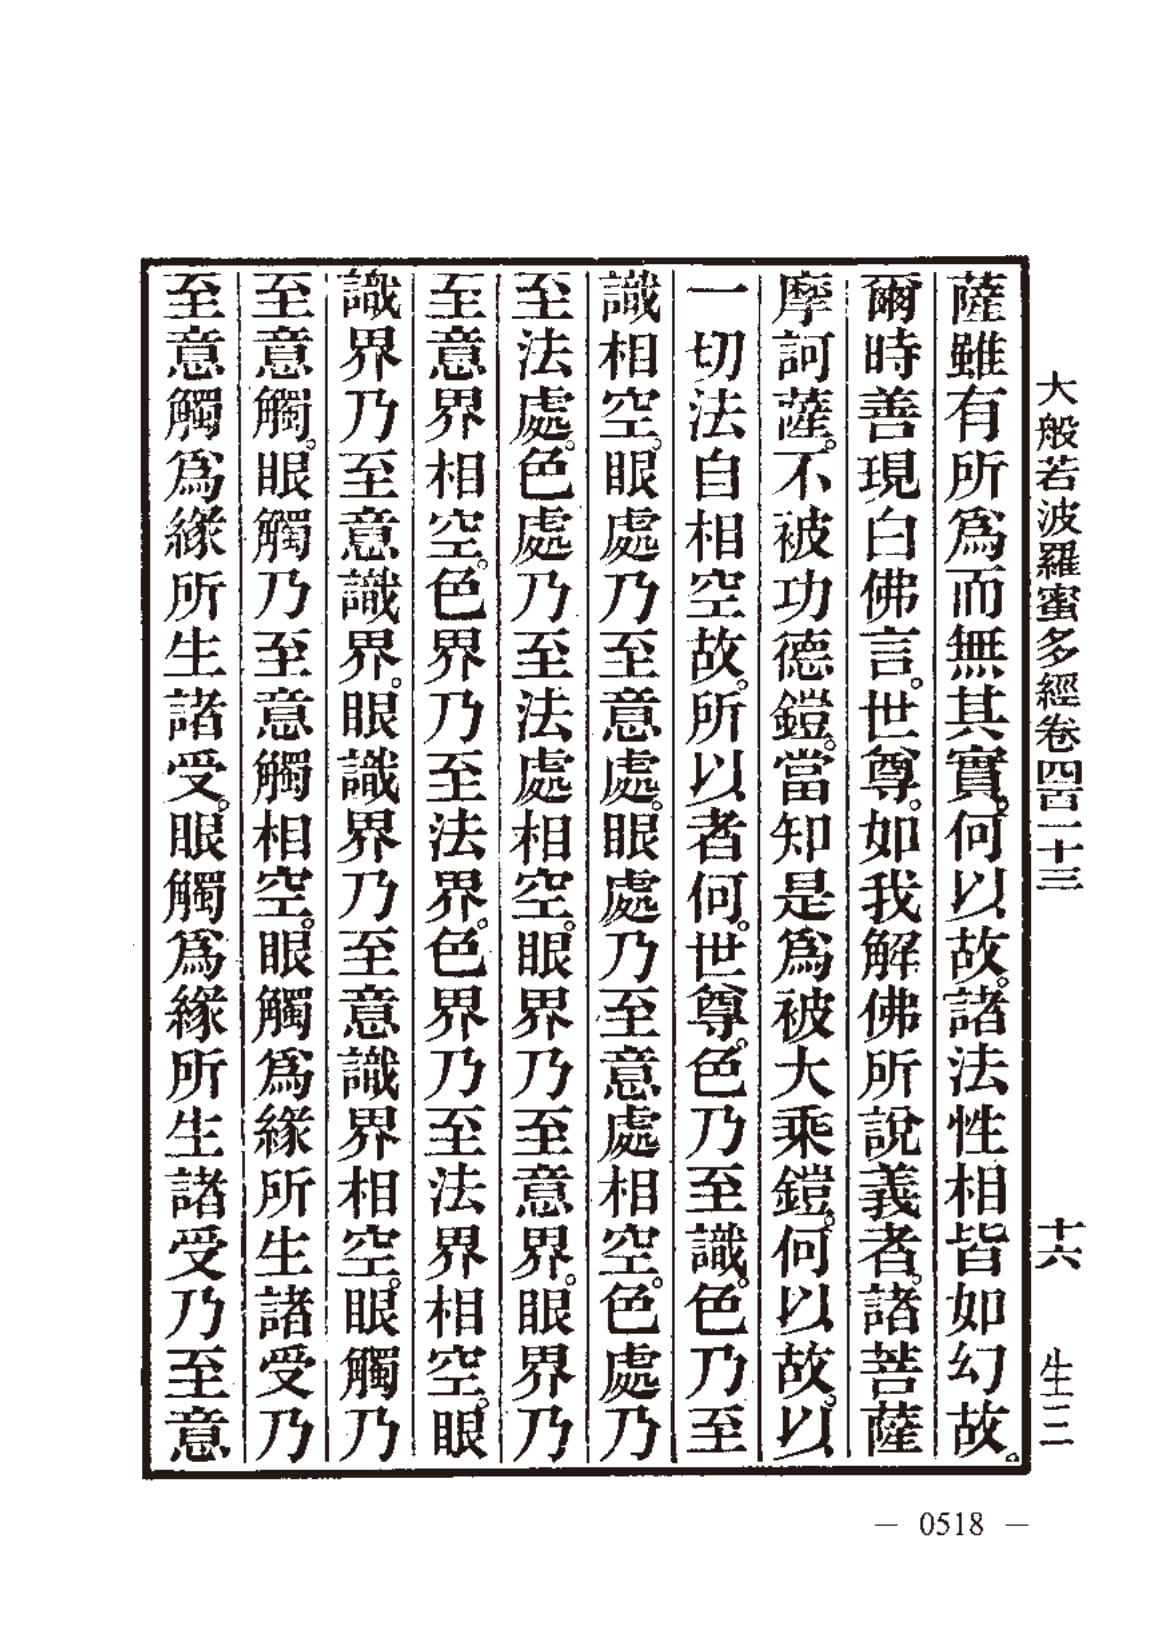 大般若波羅蜜多經卷四百十三 十六 生三
薩雖有所爲而無其實。何以故。諸法性相皆如幻故。
爾時善現白佛言。世尊。如我解佛所說義者。諸菩薩
摩訶薩。不被功德鎧。當知是爲被大乘鎧。何以故。以
一切法自相空故。所以者何。世尊。色乃至識。色乃至
識相空。眼處乃至意處。眼處乃至意處相空。色處乃
至法處。色處乃至法處相空。眼界乃至意界。眼界乃
至意界相空。色界乃至法界。色界乃至法界相空。眼
識界乃至意識界。眼識界乃至意識界相空。眼觸乃
至意觸。眼觸乃至意觸相空。眼觸爲緣所生諸受乃
至意觸爲緣所生諸受。眼觸爲緣所生諸受乃至意
— 0518 —